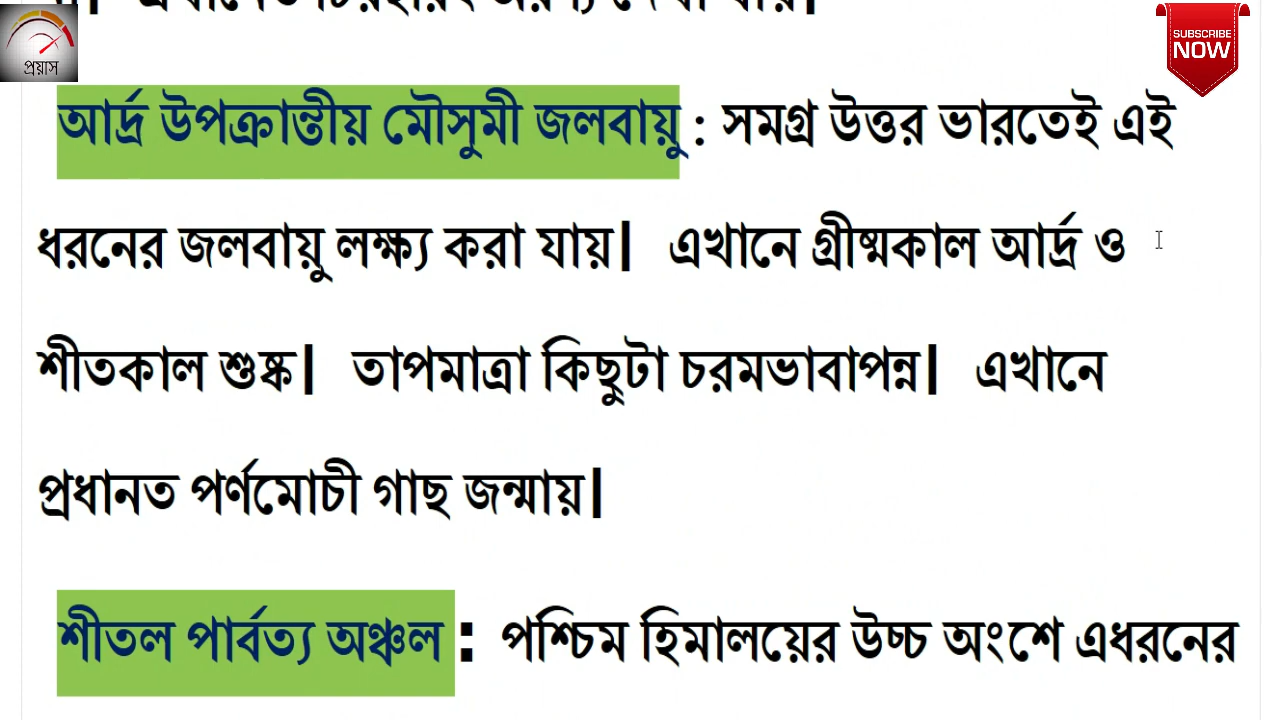 প্রয়াস
SUBSCRIBE
NOW
আর্দ্র উপক্রান্তীয় মৌসুমী জলবায়ু : সমগ্র উত্তর ভারতেই এই
ধরনের জলবায়ু লক্ষ্য করা যায়| এখানে গ্রীষ্মকাল আর্দ্র ও
শীতকাল শুষ্ক| তাপমাত্রা কিছুটা চরমভাবাপন্ন| এখানে
প্রধানত পর্ণমোচী গাছ জন্মায়|
শীতল পার্বত্য অঞ্চল : পশ্চিম হিমালয়ের উচ্চ অংশে এধরনের